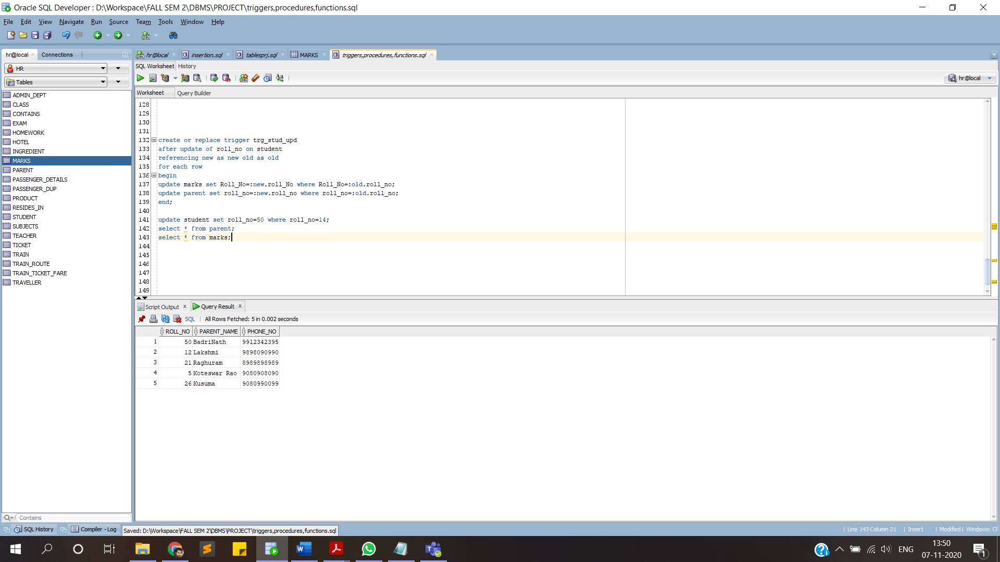 Oracle SQL Developer : D:\Workspace\FALL SEM 2\DBMS\PROJECT\triggers,procedures,functions.sql
File Edit View Navigate Run Source Team Tools Window Help
hr@local Connections
HR
Tables
ADMIN_DEPT
CLASS
CONTAINS
EXAM
HOMEWORK
HOTEL
INGREDIENT
MARKS
PARENT
PASSENGER_DETAILS
PASSENGER_DUP
PRODUCT
RESIDES_IN
STUDENT
SUBJECTS
TEACHER
TICKET
TRAIN
TRAIN_ROUTE
TRAIN_TICKET_FARE
TRAVELLER
Contains
hr@local insertion.sql tablesprj.sql MARKS triggers,procedures,functions.sql
SQL Worksheet History
hr@local
Worksheet Query Builder
128
129
130
131
132 create or replace trigger trg_stud_upd
133 after update of roll_no on student
134 referencing new as new old as old
135 for each row
136 begin
137 update marks set Roll_No=:new.roll_No where Roll_No=:old.roll_no;
138 update parent set roll_no=:new.roll_no where roll_no=:old.roll_no;
139 end;
140
141 update student set roll_no=50 where roll_no=14;
142 select * from parent;
143 select * from marks;
144
145
146
147
148
149
Script Output x Query Result x
SQL | All Rows Fetched: 5 in 0.002 seconds
ROLL_NO PARENT_NAME PHONE_NO
1 50 BadriNath 9912342395
2 12 Lakshmi 9898090990
3 21 Raghuram 8989898989
4 5 Koteswar Rao 9080908090
5 26 Kusuma 9080990099
SQL History Compiler - Log Saved: D:\Workspace\FALL SEM 2\DBMS\PROJECT\triggers,procedures,functions.sql
| Line 143 Column 21 | Insert | Modified | Windows: CF
ENG
13:50
07-11-2020
1